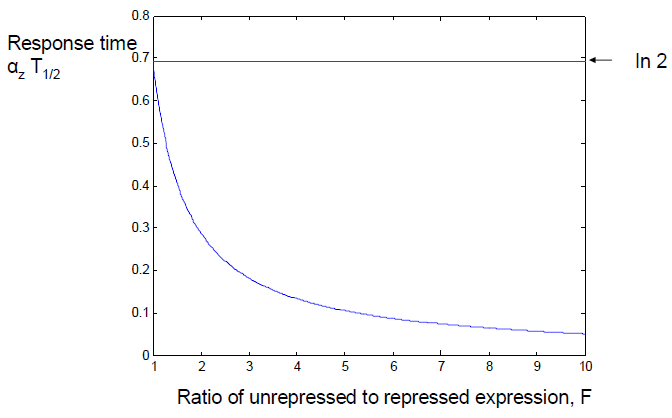 Response time
αz T1/2
0.8
0.7
0.6
0.5
0.4
0.3
0.2
0.1
0
ln 2
1 2 3 4 5 6 7 8 9 10
Ratio of unrepressed to repressed expression, F